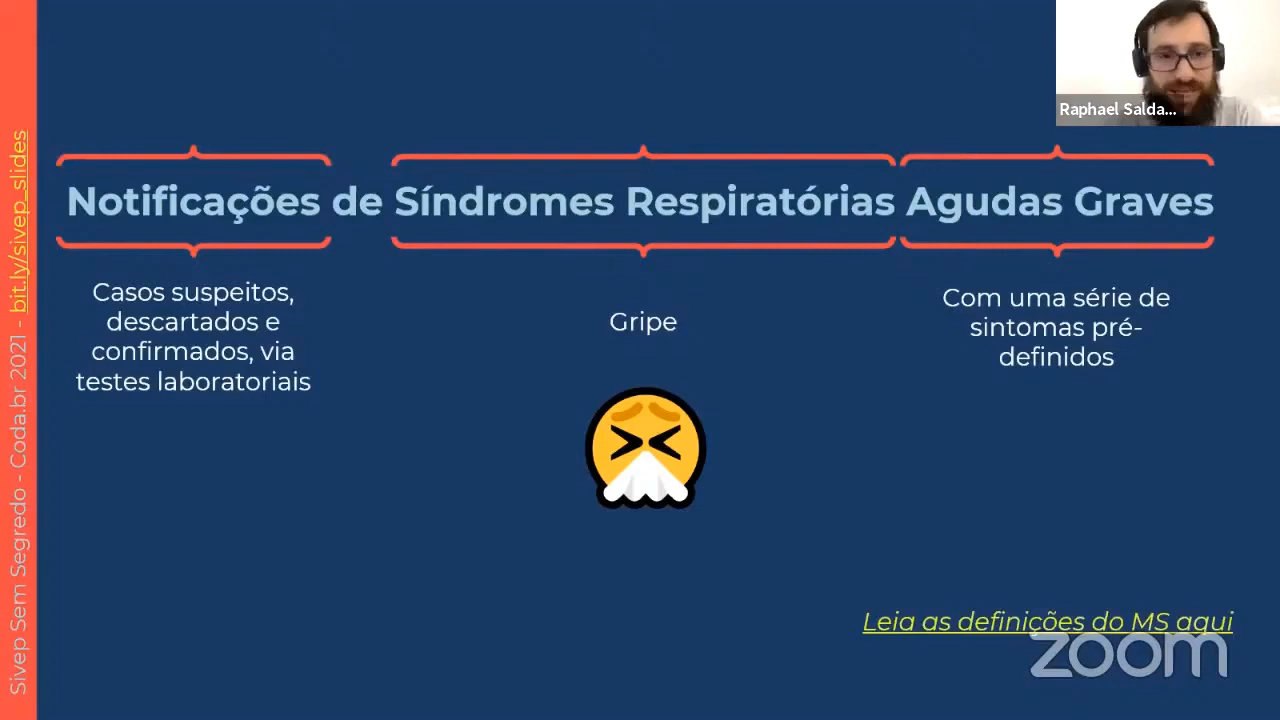 Raphael Salda...
Notificações de Síndromes Respiratórias Agudas Graves
Casos suspeitos,
descartados e
confirmados, via
testes laboratoriais
Gripe
Com uma série de
sintomas pré-
definidos
Leia as definições do MS aqui
zoom
Sivep Sem Segredo - Coda.br 2021 - bit.ly/sivep_slides